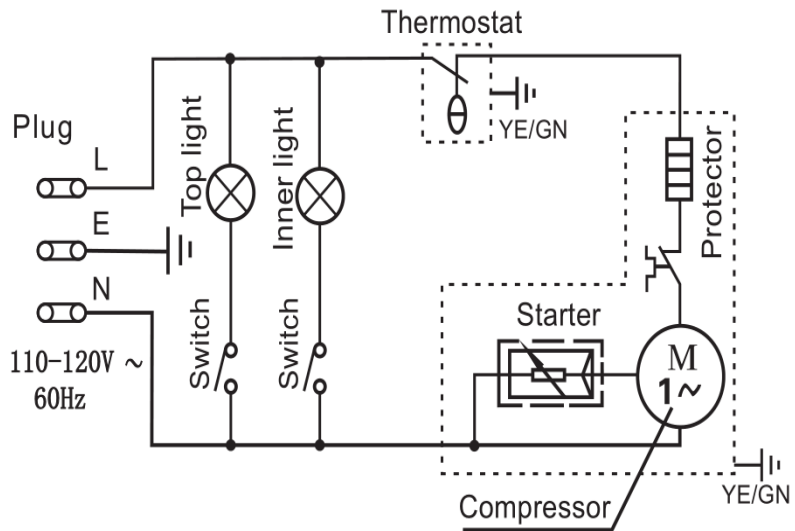 Thermostat
Plug
L
E
N
110-120V ~
60Hz
Top light
Inner light
Switch
Switch
YE/GN
Protector
Starter
M
1~
Compressor
YE/GN